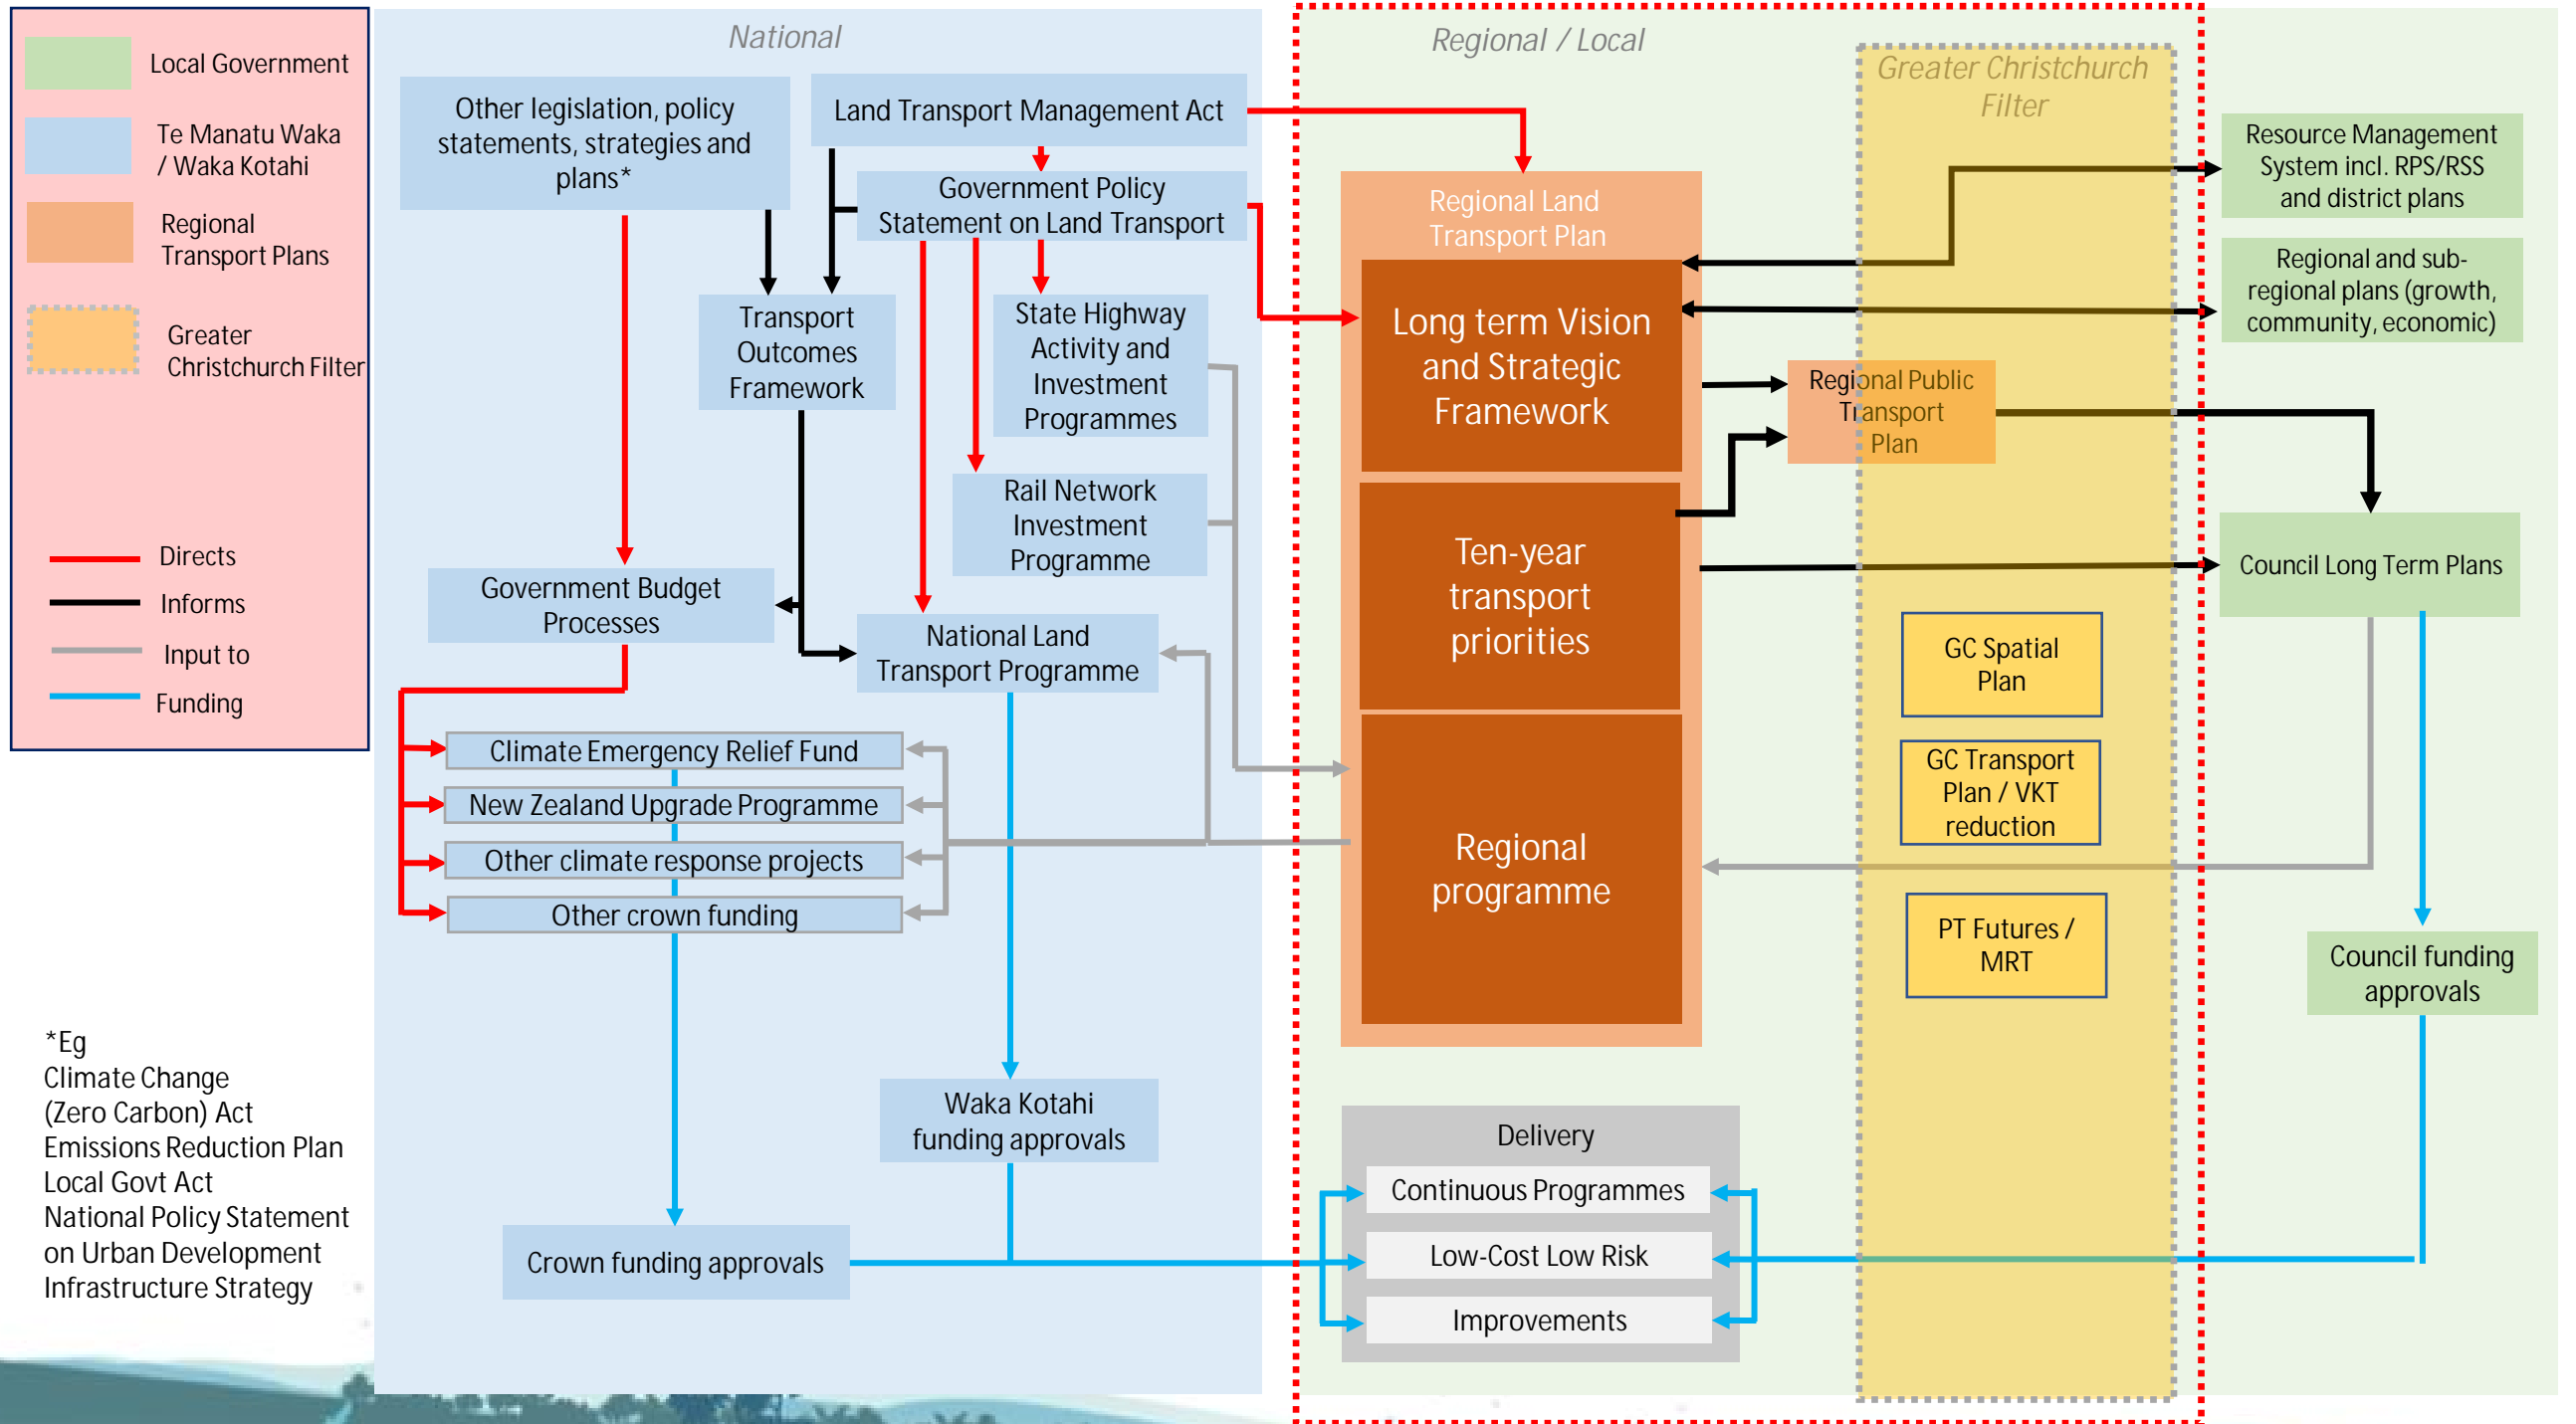 Local Government
Te Manatu Waka
/ Waka Kotahi
Regional
Transport Plans
Greater
Christchurch Filter
Directs
Informs
Input to
Funding
*Eg
Climate Change
(Zero Carbon) Act
Emissions Reduction Plan
Local Govt Act
National Policy Statement
on Urban Development
Infrastructure Strategy
National
Other legislation, policy
statements, strategies and
plans*
Land Transport Management Act
Government Policy
Statement on Land Transport
Transport
Outcomes
Framework
State Highway
Activity and
Investment
Programmes
Rail Network
Investment
Programme
Government Budget
Processes
National Land
Transport Programme
Climate Emergency Relief Fund
New Zealand Upgrade Programme
Other climate response projects
Other crown funding
Waka Kotahi
funding approvals
Crown funding approvals
Regional / Local
Regional Land
Transport Plan
Long term Vision
and Strategic
Framework
Ten-year
transport
priorities
Regional
programme
Delivery
Continuous Programmes
Low-Cost Low Risk
Improvements
Greater Christchurch
Filter
Regional Public
Transport
Plan
GC Spatial
Plan
GC Transport
Plan / VKT
reduction
PT Futures /
MRT
Resource Management
System incl. RPS/RSS
and district plans
Regional and sub-
regional plans (growth,
community, economic)
Council Long Term Plans
Council funding
approvals